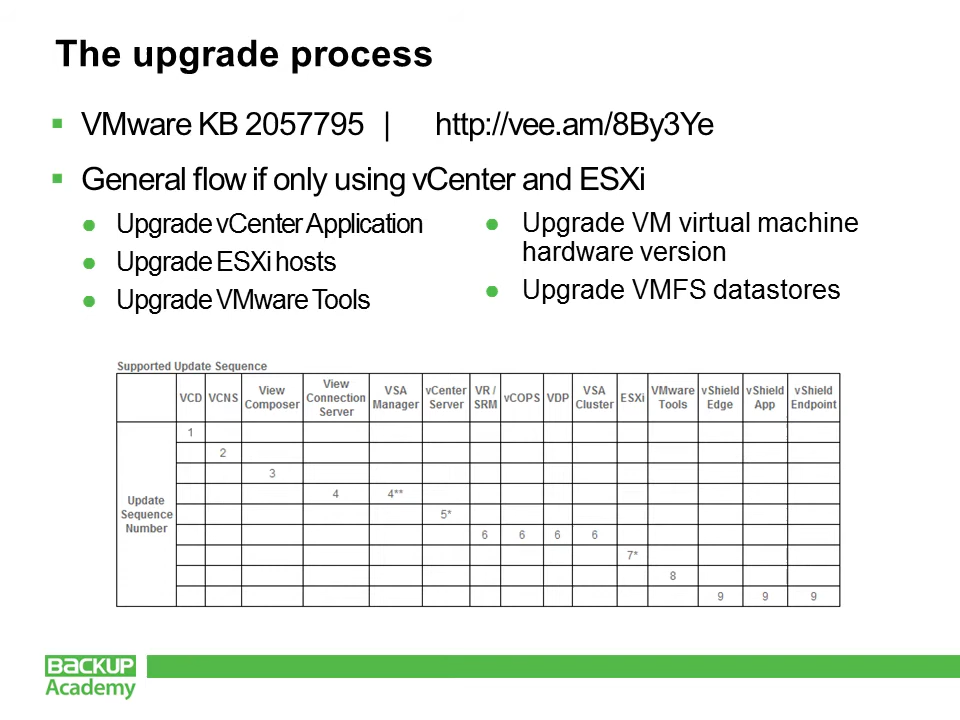 The upgrade process
VMware KB 2057795 | http://vee.am/8By3Ye
General flow if only using vCenter and ESXi
Upgrade vCenter Application
Upgrade ESXi hosts
Upgrade VMware Tools
Upgrade VM virtual machine
hardware version
Upgrade VMFS datastores
Supported Update Sequence
VCD VCNS View Composer View Connection Server VSA Manager vCenter Server VR / SRM vCOPS VDP VSA Cluster ESXi VMware Tools vShield Edge vShield App vShield Endpoint
Update Sequence Number
1
2
3
4 4**
5*
6 6 6 6
7*
8
9 9 9
BACKUP
Academy